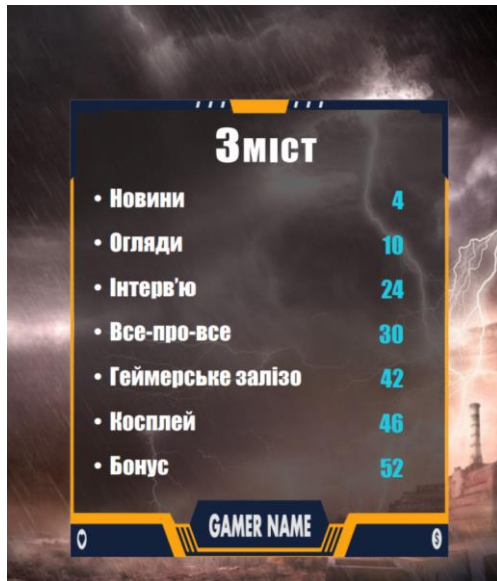 Зміст
• Новини 4
• Огляди 10
• Інтерв'ю 24
• Все-про-все 30
• Геймерське залізо 42
• Косплей 46
• Бонус 52
GAMER NAME
$